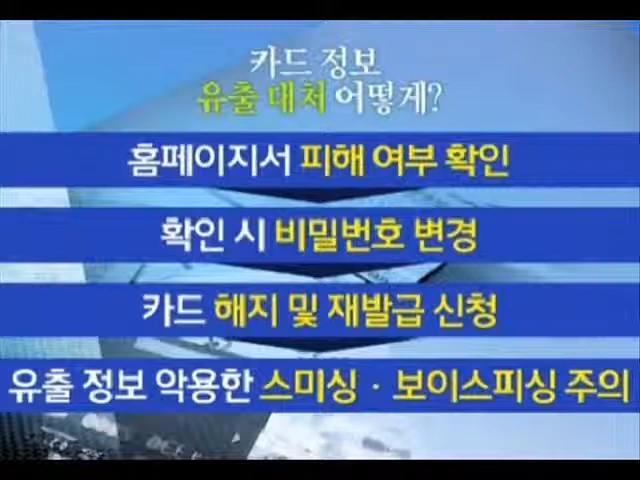 카드 정보
유출 대처 어떻게?
홈페이지서 피해 여부 확인
확인 시 비밀번호 변경
카드 해지 및 재발급 신청
유출 정보 악용한 스미싱 · 보이스피싱 주의